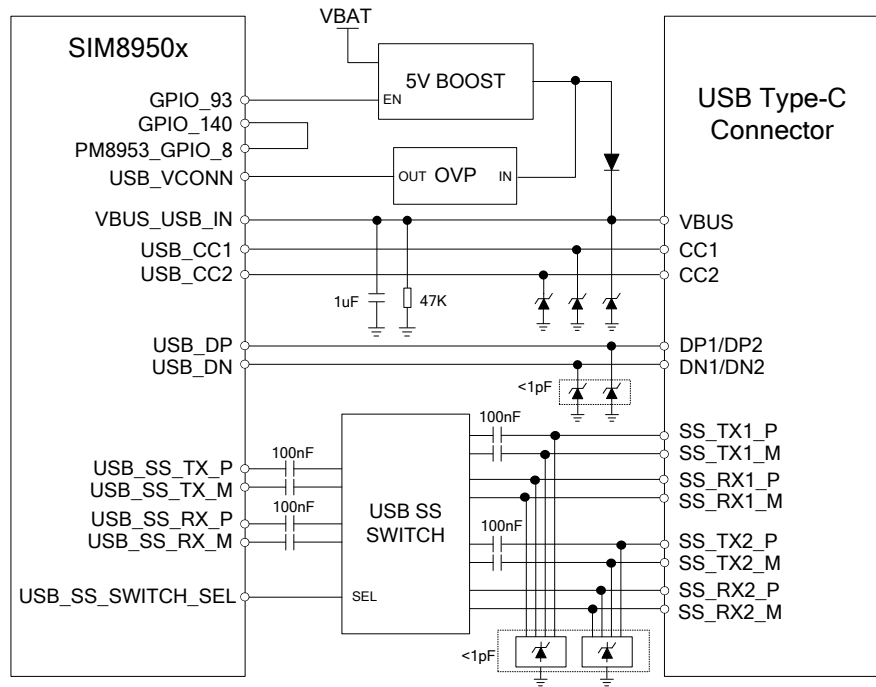 SIM8950x
GPIO_93
GPIO_140
PM8953_GPIO_8
USB_VCONN
VBUS_USB_IN
USB_CC1
USB_CC2
USB_DP
USB_DN
USB_SS_TX_P
USB_SS_TX_M
USB_SS_RX_P
USB_SS_RX_M
USB_SS_SWITCH_SEL
VBAT
5V BOOST
EN
OUT OVP IN
1uF
47K
<1pF
100nF
100nF
100nF
100nF
USB SS
SWITCH
SEL
<1pF
USB Type-C
Connector
VBUS
CC1
CC2
DP1/DP2
DN1/DN2
SS_TX1_P
SS_TX1_M
SS_RX1_P
SS_RX1_M
SS_TX2_P
SS_TX2_M
SS_RX2_P
SS_RX2_M